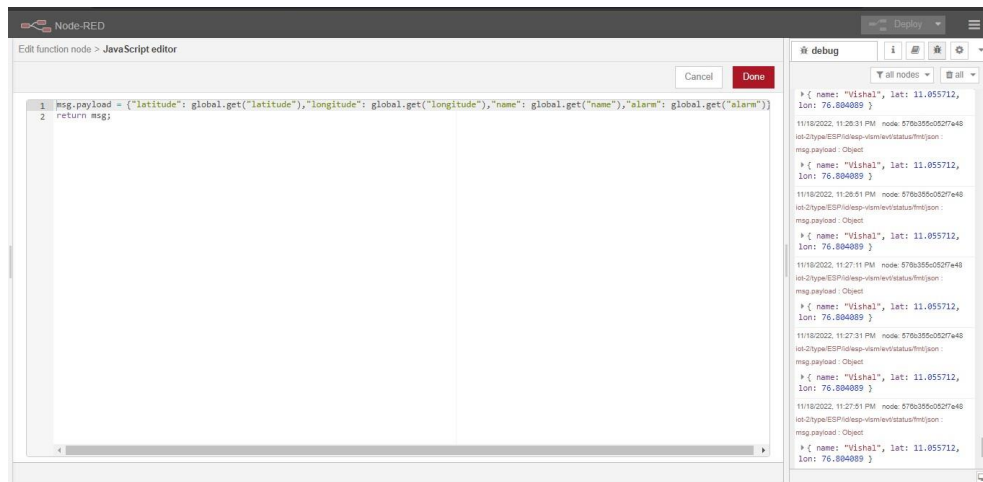 Node-RED
Deploy
Edit function node > JavaScript editor
Cancel
Done
1 msg.payload = {"latitude": global.get("latitude"),"longitude": global.get("longitude"),"name": global.get("name"),"alarm": global.get("alarm")}
2 return msg;
debug
i
all nodes
all
{ name: "Vishal", lat: 11.055712,
lon: 76.804089 }
11/18/2022, 11:26:31 PM node: 576b355c052f7e48
iot-2/type/ESP/id/esp-vlsm/evt/status/fmt/json :
msg.payload : Object
{ name: "Vishal", lat: 11.055712,
lon: 76.804089 }
11/18/2022, 11:26:51 PM node: 576b355c052f7e48
iot-2/type/ESP/id/esp-vlsm/evt/status/fmt/json :
msg.payload : Object
{ name: "Vishal", lat: 11.055712,
lon: 76.804089 }
11/18/2022, 11:27:11 PM node: 576b355c052f7e48
iot-2/type/ESP/id/esp-vlsm/evt/status/fmt/json :
msg.payload : Object
{ name: "Vishal", lat: 11.055712,
lon: 76.804089 }
11/18/2022, 11:27:31 PM node: 576b355c052f7e48
iot-2/type/ESP/id/esp-vlsm/evt/status/fmt/json :
msg.payload : Object
{ name: "Vishal", lat: 11.055712,
lon: 76.804089 }
11/18/2022, 11:27:51 PM node: 576b355c052f7e48
iot-2/type/ESP/id/esp-vlsm/evt/status/fmt/json :
msg.payload : Object
{ name: "Vishal", lat: 11.055712,
lon: 76.804089 }